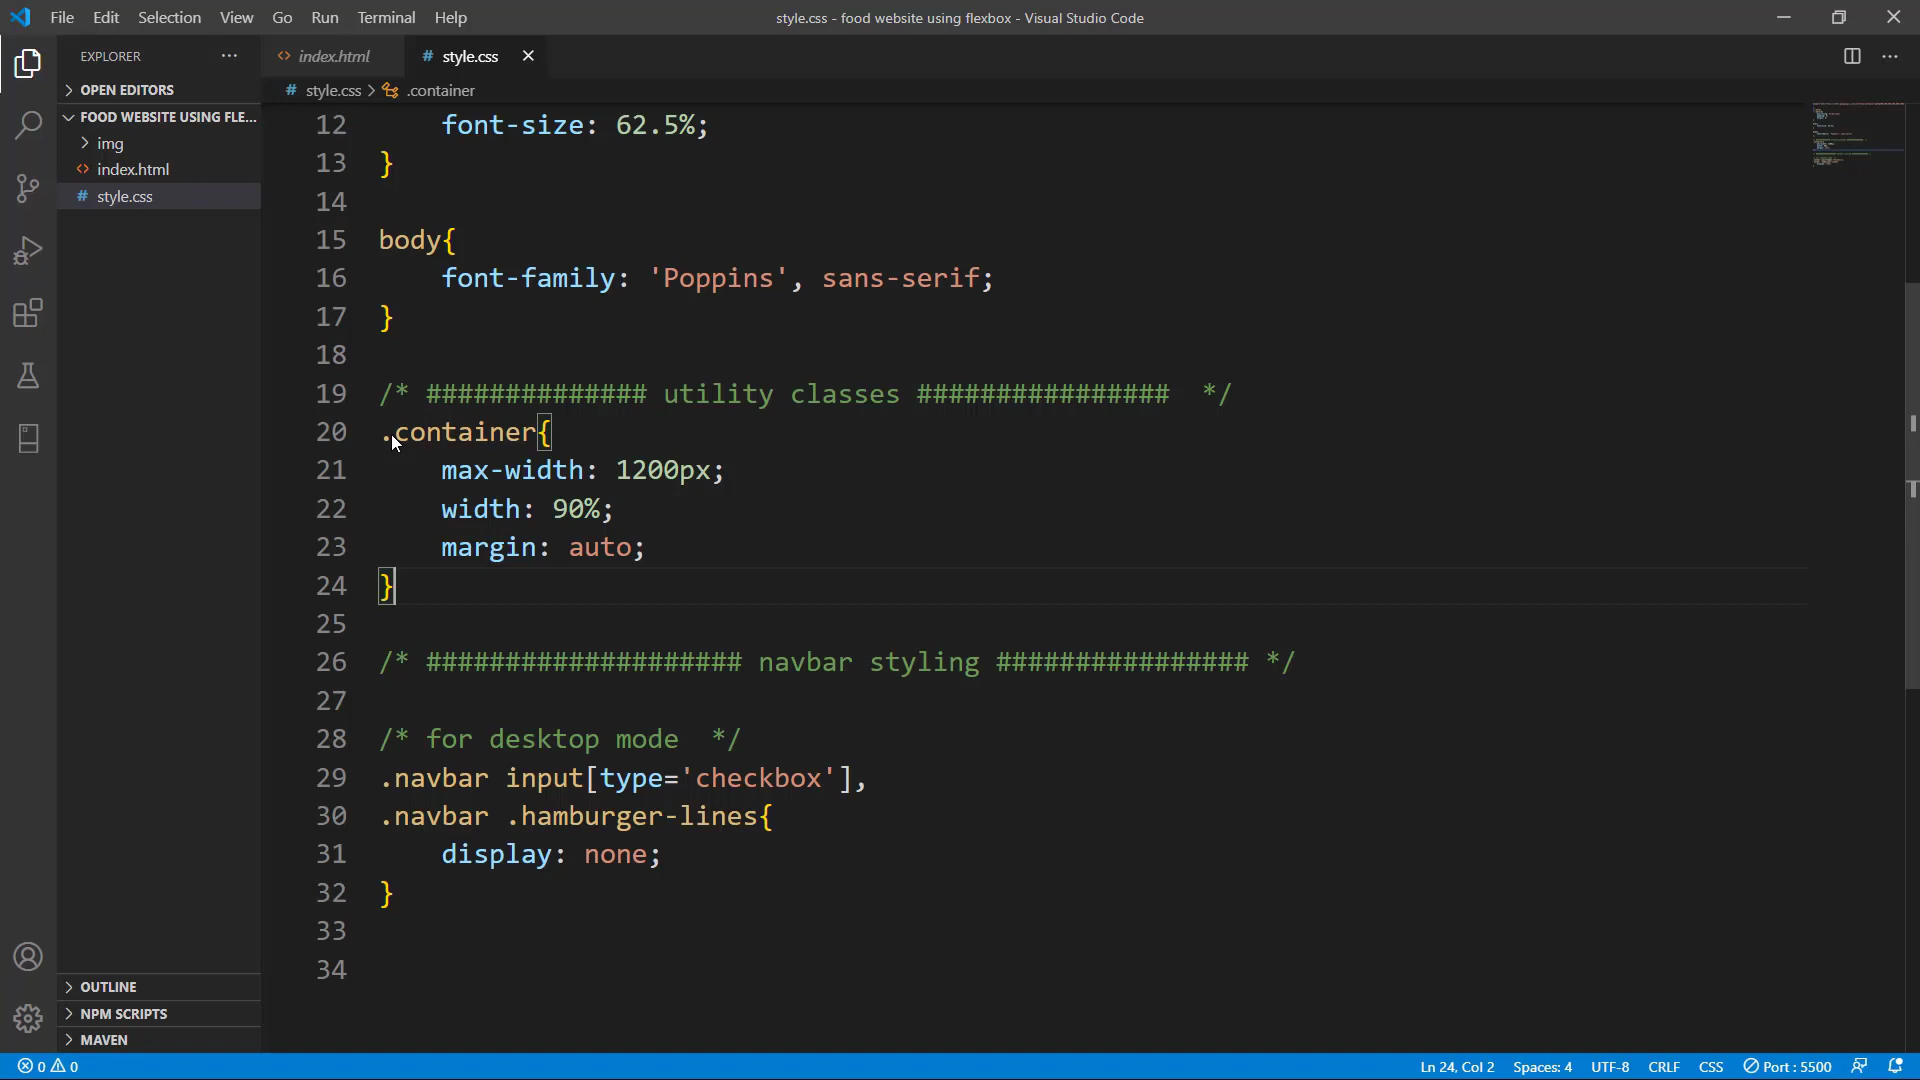 File Edit Selection View Go Run Terminal Help
style.css - food website using flexbox - Visual Studio Code
EXPLORER
OPEN EDITORS
FOOD WEBSITE USING FLE...
img
index.html
style.css
index.html
style.css
style.css > .container
12 font-size: 62.5%;
13 }
14
15 body{
16 font-family: 'Poppins', sans-serif;
17 }
18
19 /* ############## utility classes ################  */
20 .container{
21 max-width: 1200px;
22 width: 90%;
23 margin: auto;
24 }
25
26 /* #################### navbar styling ################ */
27
28 /* for desktop mode  */
29 .navbar input[type='checkbox'],
30 .navbar .hamburger-lines{
31 display: none;
32 }
33
34
OUTLINE
NPM SCRIPTS
MAVEN
0 0
Ln 24, Col 2 Spaces: 4 UTF-8 CRLF CSS Port : 5500